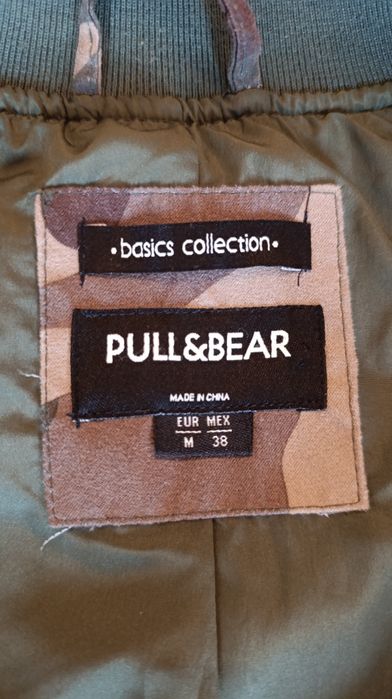 • basics collection •
PULL&BEAR
MADE IN CHINA
EUR MEX
M 38